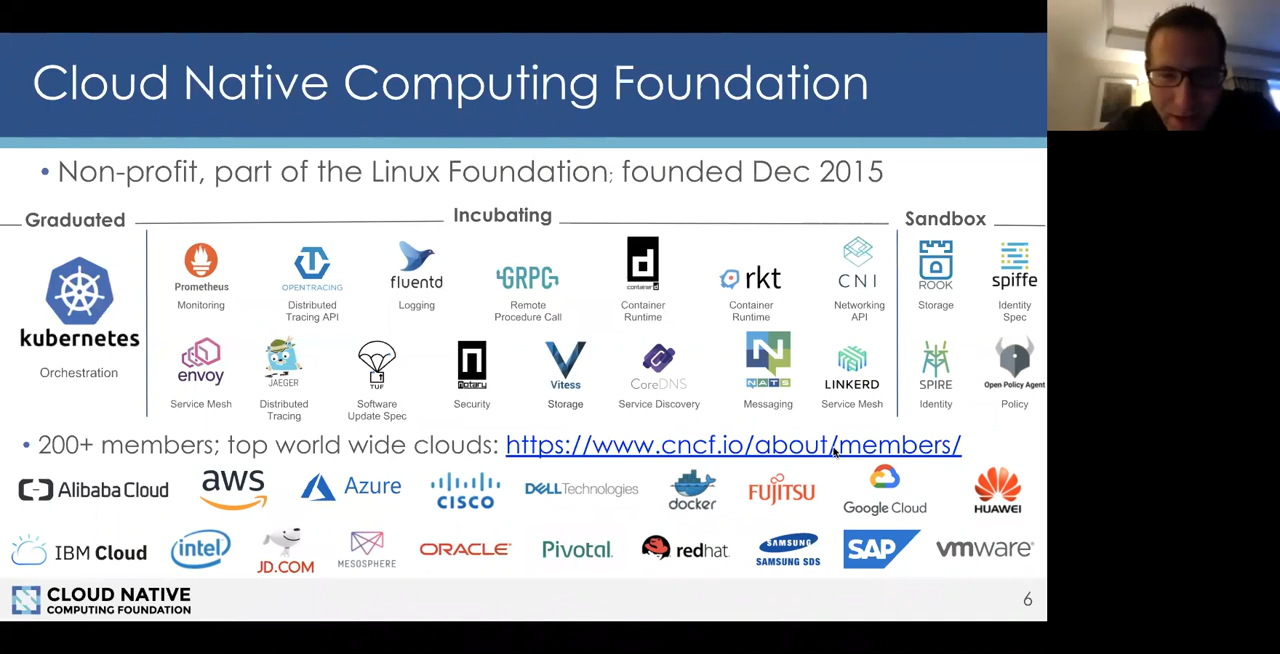 Cloud Native Computing Foundation
• Non-profit, part of the Linux Foundation; founded Dec 2015
Graduated
Incubating
Sandbox
kubernetes
Orchestration
Prometheus
Monitoring
OPENTRACING
Distributed
Tracing API
fluentd
Logging
GRPC
Remote
Procedure Call
d
containerd
Container
Runtime
rkt
Container
Runtime
CNI
Networking
API
ROOK
Storage
spiffe
Identity
Spec
envoy
Service Mesh
JAEGER
Distributed
Tracing
TUF
Software
Update Spec
n
notary
Security
Vitess
Storage
CoreDNS
Service Discovery
N
NATS
Messaging
LINKERD
Service Mesh
SPIRE
Identity
Open Policy Agent
Policy
• 200+ members; top world wide clouds: https://www.cncf.io/about/members/
Alibaba Cloud
aws
Azure
CISCO
DELL Technologies
docker
FUJITSU
Google Cloud
HUAWEI
IBM Cloud
intel
JD.COM
MESOSPHERE
ORACLE
Pivotal
redhat
SAMSUNG
SAMSUNG SDS
SAP
vmware
CLOUD NATIVE
COMPUTING FOUNDATION
6